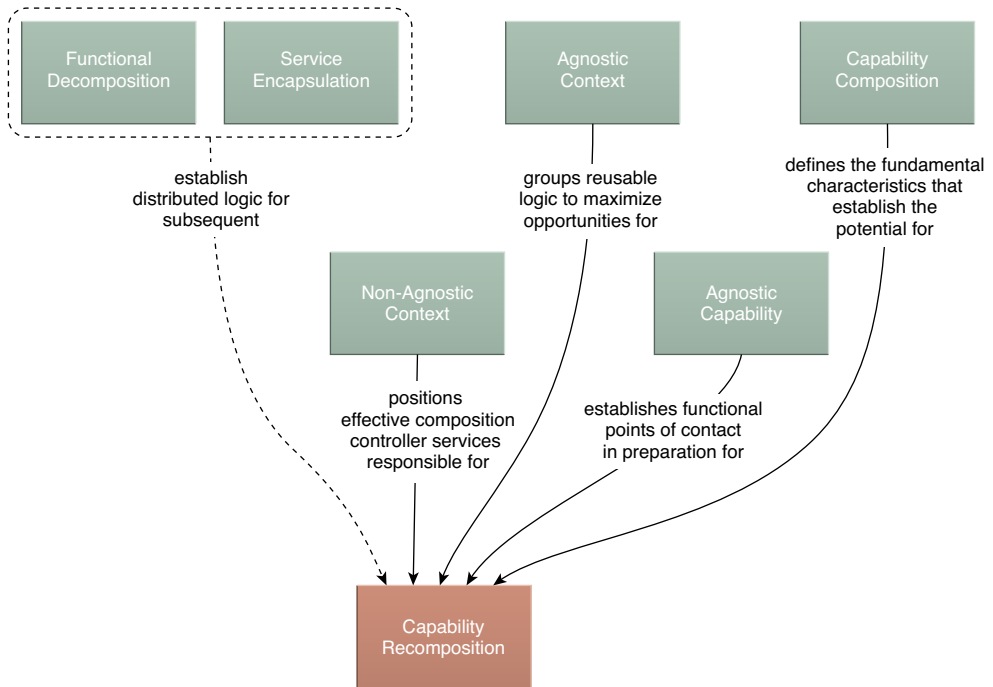 Functional
Decomposition
Service
Encapsulation
Agnostic
Context
Capability
Composition
establish
distributed logic for
subsequent
groups reusable
logic to maximize
opportunities for
defines the fundamental
characteristics that
establish the
potential for
Non-Agnostic
Context
Agnostic
Capability
positions
effective composition
controller services
responsible for
establishes functional
points of contact
in preparation for
Capability
Recomposition